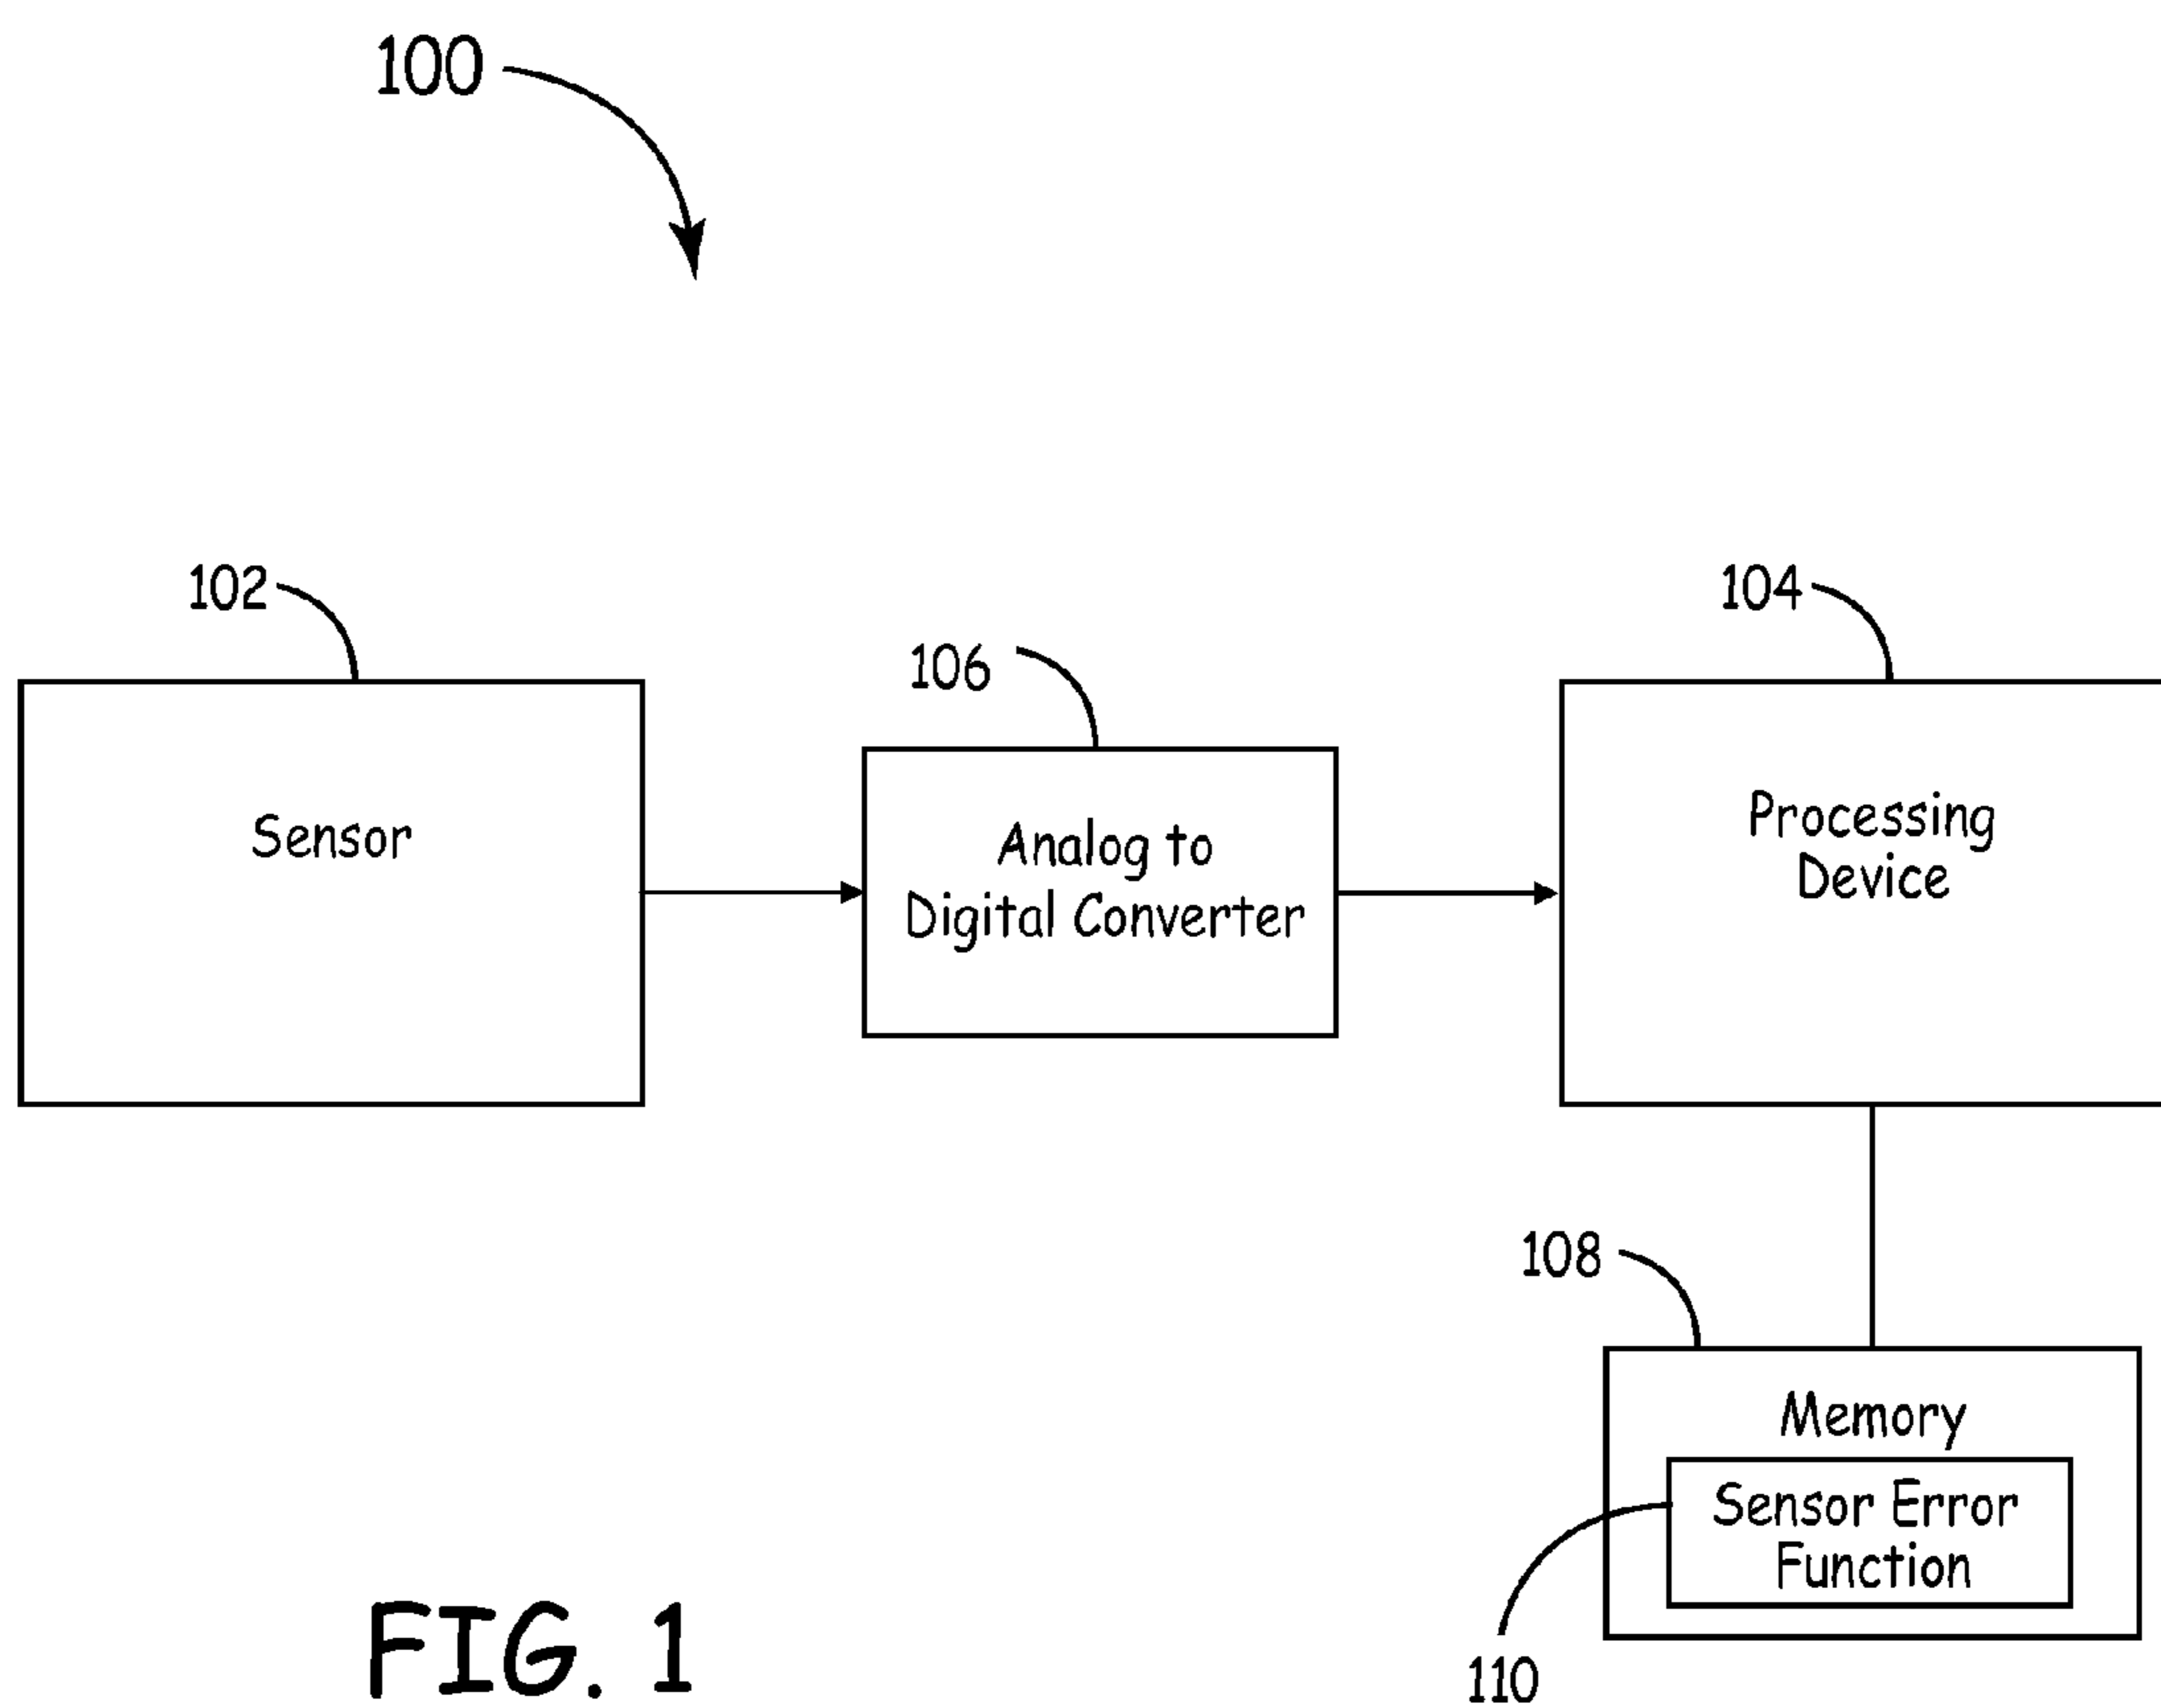 100
102
104
106
Sensor
Analog to
Digital Converter
Processing
Device
108
Memory
Sensor Error
Function
110
FIG. 1